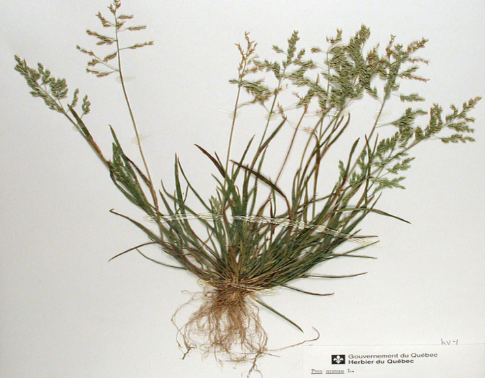 Gouvernement du Québec
Herbier du Québec
Poa annua L.